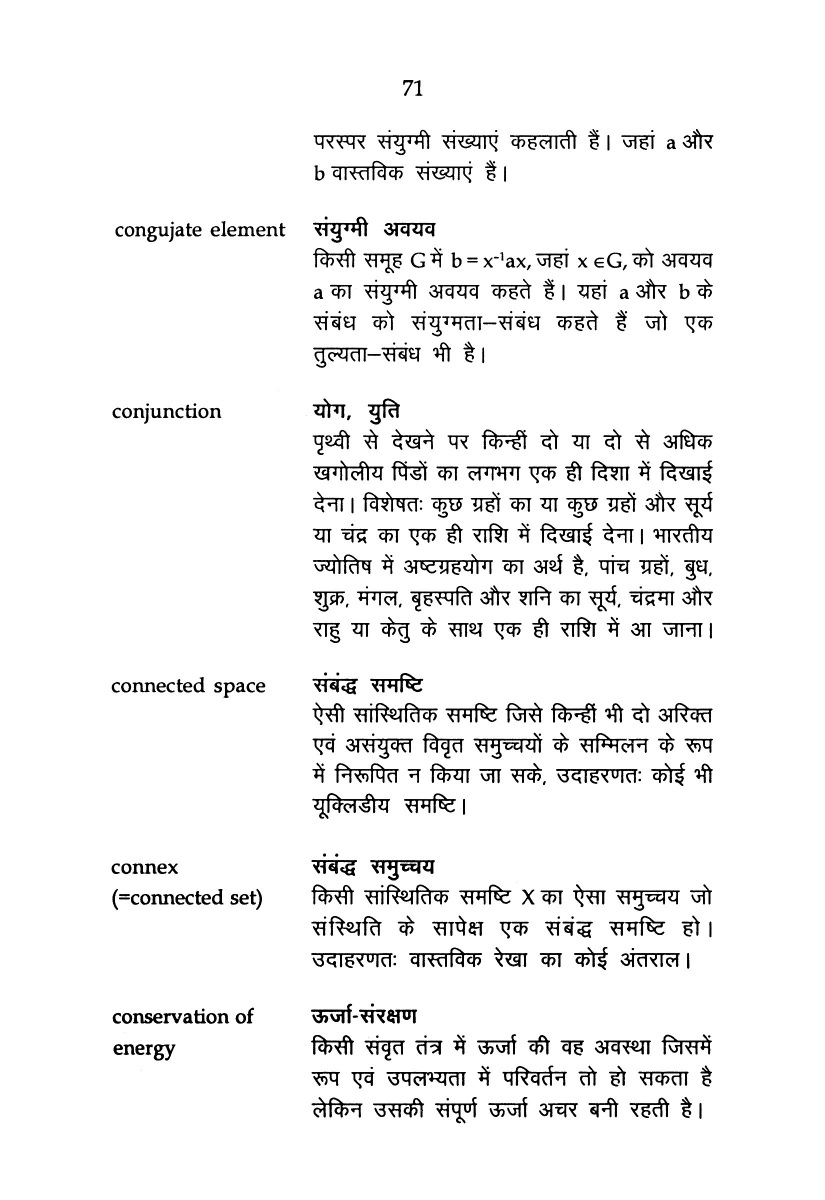 71
परस्पर संयुग्मी संख्याएं कहलाती हैं। जहां a और
b वास्तविक संख्याएं हैं।
congujate element संयुग्मी अवयव
किसी समूह G में b = x⁻¹ax, जहां x ∈G, को अवयव
a का संयुग्मी अवयव कहते हैं। यहां a और b के
संबंध को संयुग्मता–संबंध कहते हैं जो एक
तुल्यता–संबंध भी है।
conjunction योग, युति
पृथ्वी से देखने पर किन्हीं दो या दो से अधिक
खगोलीय पिंडों का लगभग एक ही दिशा में दिखाई
देना। विशेषतः कुछ ग्रहों का या कुछ ग्रहों और सूर्य
या चंद्र का एक ही राशि में दिखाई देना। भारतीय
ज्योतिष में अष्टग्रहयोग का अर्थ है, पांच ग्रहों, बुध,
शुक्र, मंगल, बृहस्पति और शनि का सूर्य, चंद्रमा और
राहु या केतु के साथ एक ही राशि में आ जाना।
connected space संबंद्ध समष्टि
ऐसी सांस्थितिक समष्टि जिसे किन्हीं भी दो अरिक्त
एवं असंयुक्त विवृत समुच्चयों के सम्मिलन के रूप
में निरूपित न किया जा सके, उदाहरणतः कोई भी
यूक्लिडीय समष्टि।
connex संबंद्ध समुच्चय
(=connected set) किसी सांस्थितिक समष्टि X का ऐसा समुच्चय जो
संस्थिति के सापेक्ष एक संबंद्ध समष्टि हो।
उदाहरणतः वास्तविक रेखा का कोई अंतराल।
conservation of ऊर्जा-संरक्षण
energy किसी संवृत तंत्र में ऊर्जा की वह अवस्था जिसमें
रूप एवं उपलभ्यता में परिवर्तन तो हो सकता है
लेकिन उसकी संपूर्ण ऊर्जा अचर बनी रहती है।